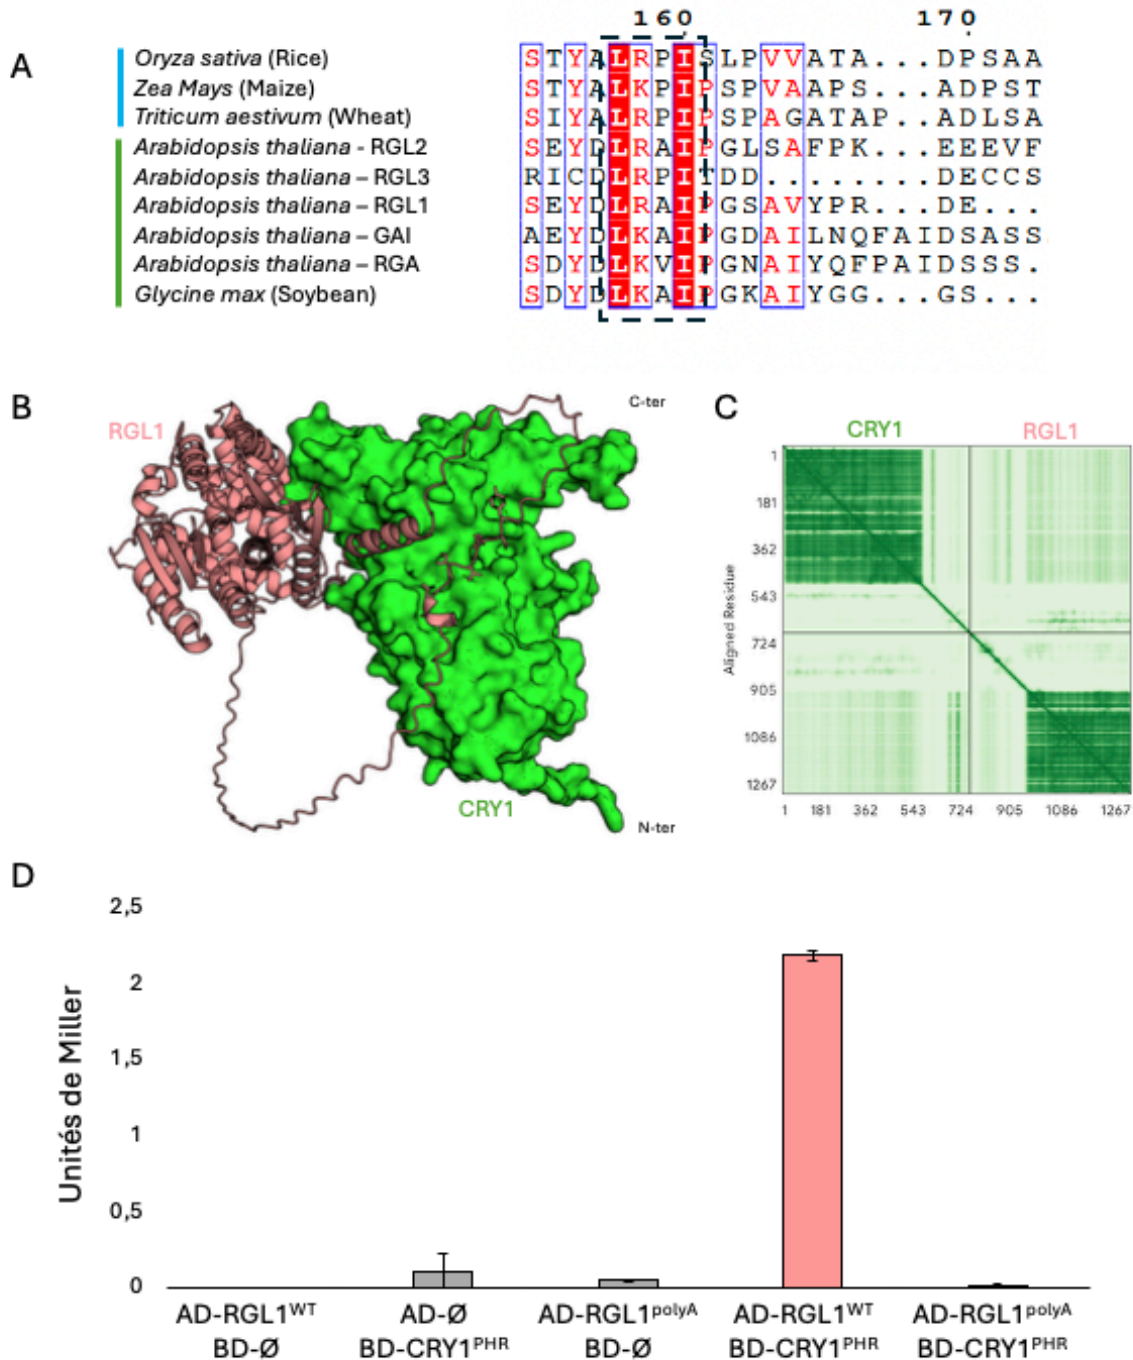 A
160 170
Oryza sativa (Rice) STYALRPISLPVVATA...DPSAA
Zea Mays (Maize) STYALKPIPSPVAAPS...ADPST
Triticum aestivum (Wheat) SIYALRPIPSPAGATAP..ADLSA
Arabidopsis thaliana - RGL2 SEYDLRAIPGLSAFPK...EEEVF
Arabidopsis thaliana – RGL3 RICDLRPITDD........DECCS
Arabidopsis thaliana – RGL1 SEYDLRAIPGSAVYPR...DE...
Arabidopsis thaliana – GAI AEYDLKAIPGDAILNQFAIDSASS
Arabidopsis thaliana – RGA SDYDLKVIPGNAIYQFPAIDSSS.
Glycine max (Soybean) SDYDLKAIPGKAIYGG...GS...
B
RGL1
C-ter
CRY1
N-ter
C
CRY1 RGL1
Aligned Residue
1
181
362
543
724
905
1086
1267
1 181 362 543 724 905 1086 1267
D
Unités de Miller
2,5
2
1,5
1
0,5
0
AD-RGL1WT AD-Ø AD-RGL1polyA AD-RGL1WT AD-RGL1polyA
BD-Ø BD-CRY1PHR BD-Ø BD-CRY1PHR BD-CRY1PHR